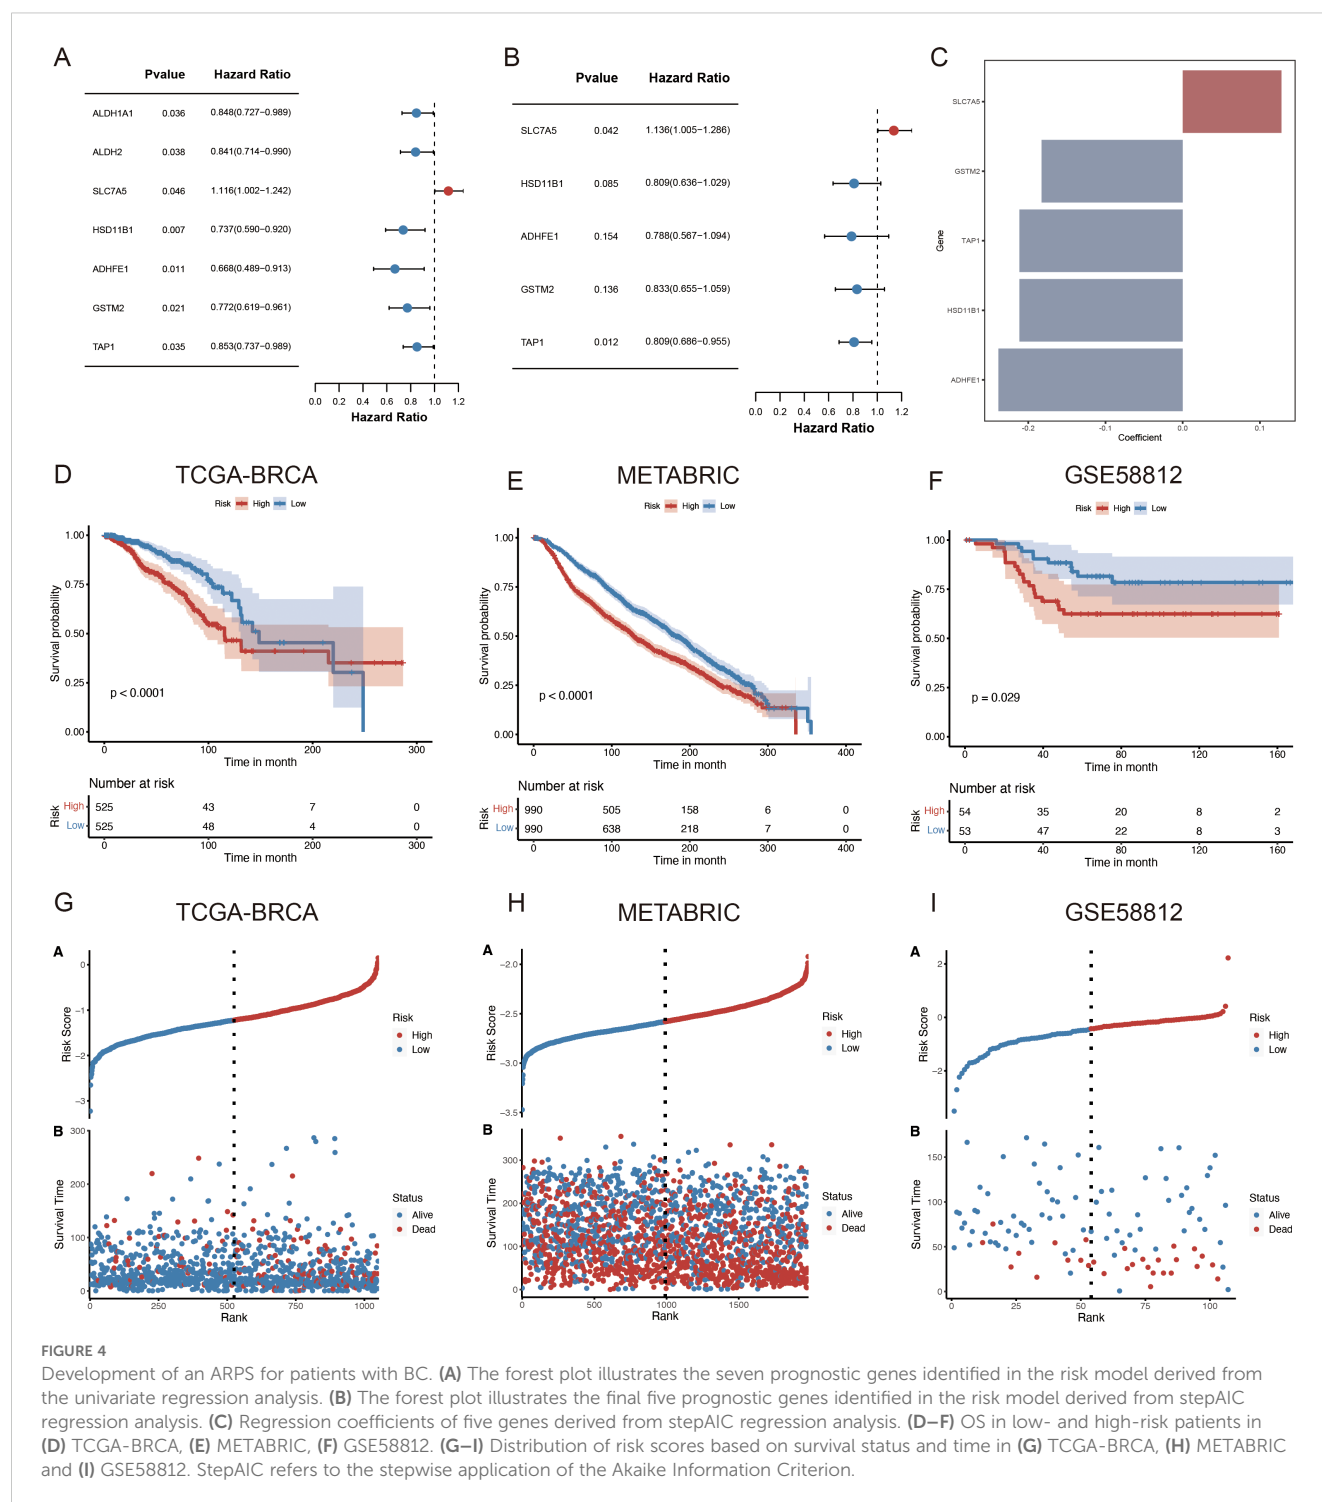 A
Pvalue Hazard Ratio
ALDH1A1 0.036 0.848(0.727−0.989)
ALDH2 0.038 0.841(0.714−0.990)
SLC7A5 0.046 1.116(1.002−1.242)
HSD11B1 0.007 0.737(0.590−0.920)
ADHFE1 0.011 0.668(0.489−0.913)
GSTM2 0.021 0.772(0.619−0.961)
TAP1 0.035 0.853(0.737−0.989)
0.0 0.2 0.4 0.6 0.8 1.0 1.2
Hazard Ratio
B
Pvalue Hazard Ratio
SLC7A5 0.042 1.136(1.005−1.286)
HSD11B1 0.085 0.809(0.636−1.029)
ADHFE1 0.154 0.788(0.567−1.094)
GSTM2 0.136 0.833(0.655−1.059)
TAP1 0.012 0.809(0.686−0.955)
0.0 0.2 0.4 0.6 0.8 1.0 1.2
Hazard Ratio
C
Gene
SLC7A5
GSTM2
TAP1
HSD11B1
ADHFE1
-0.2 -0.1 0.0 0.1
Coefficient
D
TCGA-BRCA
Risk High Low
Survival probability
1.00
0.75
0.50
0.25
0.00
p < 0.0001
0 100 200 300
Time in month
Number at risk
Risk
High 525 43 7 0
Low 525 48 4 0
0 100 200 300
Time in month
E
METABRIC
Risk High Low
Survival probability
1.00
0.75
0.50
0.25
0.00
p < 0.0001
0 100 200 300 400
Time in month
Number at risk
Risk
High 990 505 158 6 0
Low 990 638 218 7 0
0 100 200 300 400
Time in month
F
GSE58812
Risk High Low
Survival probability
1.00
0.75
0.50
0.25
0.00
p = 0.029
0 40 80 120 160
Time in month
Number at risk
Risk
High 54 35 20 8 2
Low 53 47 22 8 3
0 40 80 120 160
Time in month
G
TCGA-BRCA
A
Risk Score
0
−1
−2
−3
Risk
High
Low
B
Survival Time
300
200
100
0
Status
Alive
Dead
0 250 500 750 1000
Rank
H
METABRIC
A
Risk Score
−2.0
−2.5
−3.0
−3.5
Risk
High
Low
B
Survival Time
300
200
100
0
Status
Alive
Dead
0 500 1000 1500
Rank
I
GSE58812
A
Risk Score
2
0
−2
Risk
High
Low
B
Survival Time
150
100
50
0
Status
Alive
Dead
0 25 50 75 100
Rank
FIGURE 4
Development of an ARPS for patients with BC. (A) The forest plot illustrates the seven prognostic genes identified in the risk model derived from
the univariate regression analysis. (B) The forest plot illustrates the final five prognostic genes identified in the risk model derived from stepAIC
regression analysis. (C) Regression coefficients of five genes derived from stepAIC regression analysis. (D–F) OS in low- and high-risk patients in
(D) TCGA-BRCA, (E) METABRIC, (F) GSE58812. (G–I) Distribution of risk scores based on survival status and time in (G) TCGA-BRCA, (H) METABRIC
and (I) GSE58812. StepAIC refers to the stepwise application of the Akaike Information Criterion.